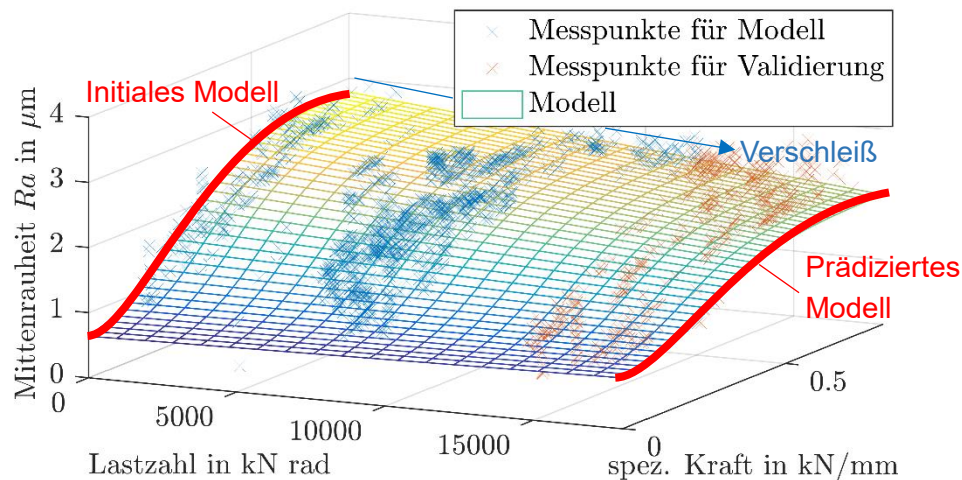 Messpunkte für Modell
Messpunkte für Validierung
Modell
Initiales Modell
Verschleiß
Prädiziertes
Modell
Mittenrauheit Ra in μm
4
3
2
1
0
0
5000
10000
15000
Lastzahl in kN rad
0
0.5
spez. Kraft in kN/mm